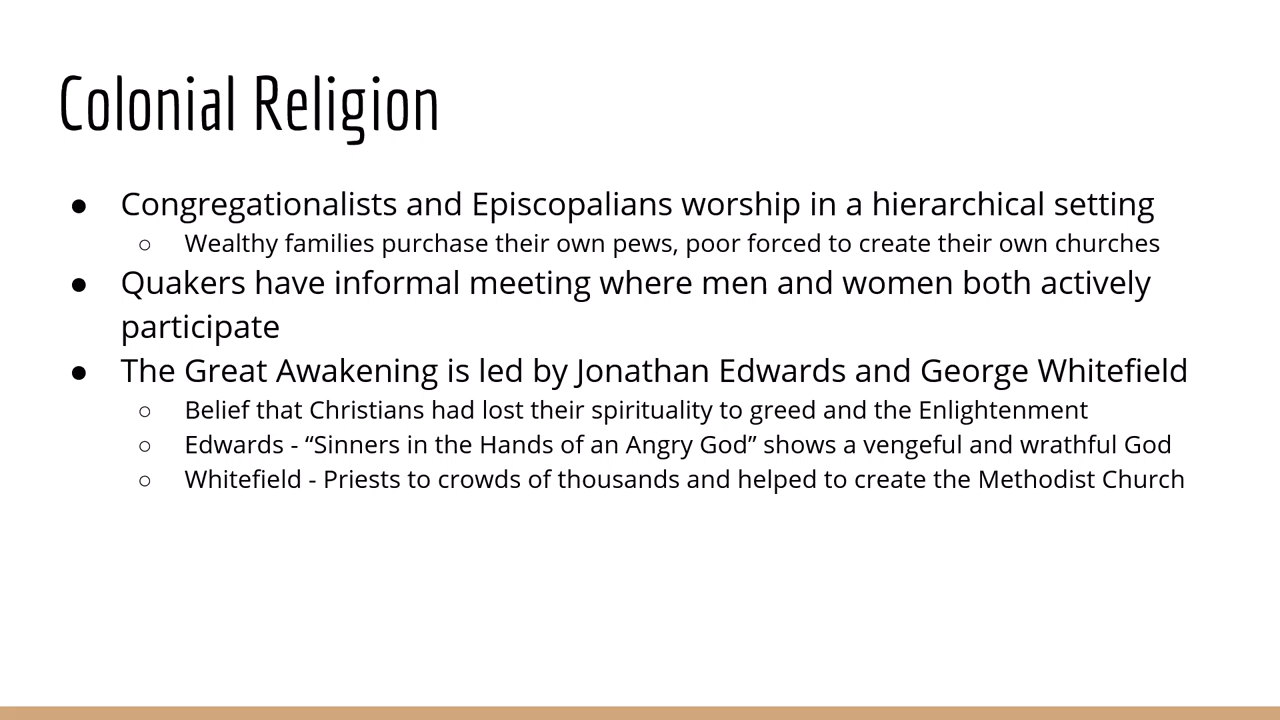 Colonial Religion
● Congregationalists and Episcopalians worship in a hierarchical setting
○ Wealthy families purchase their own pews, poor forced to create their own churches
● Quakers have informal meeting where men and women both actively
participate
● The Great Awakening is led by Jonathan Edwards and George Whitefield
○ Belief that Christians had lost their spirituality to greed and the Enlightenment
○ Edwards - “Sinners in the Hands of an Angry God” shows a vengeful and wrathful God
○ Whitefield - Priests to crowds of thousands and helped to create the Methodist Church